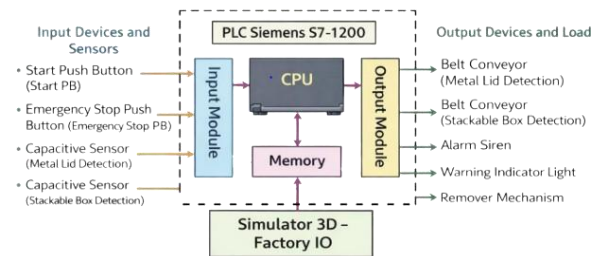 Input Devices and
Sensors
• Start Push Button
(Start PB)
• Emergency Stop Push
Button (Emergency Stop PB)
• Capacitive Sensor
(Metal Lid Detection)
• Capacitive Sensor
(Stackable Box Detection)
PLC Siemens S7-1200
Input Module
CPU
Memory
Output Module
Simulator 3D –
Factory IO
Output Devices and Load
Belt Conveyor
(Metal Lid Detection)
Belt Conveyor
(Stackable Box Detection)
Alarm Siren
Warning Indicator Light
Remover Mechanism